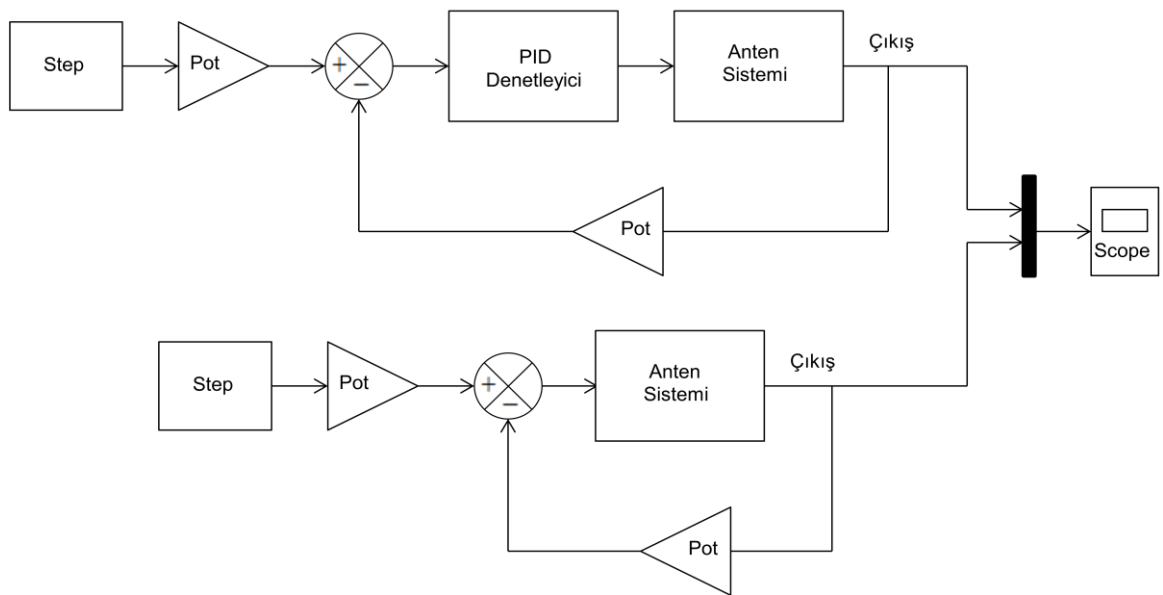 Step
Pot
+
−
PID
Denetleyici
Anten
Sistemi
Çıkış
Pot
Scope
Step
Pot
+
−
Anten
Sistemi
Çıkış
Pot